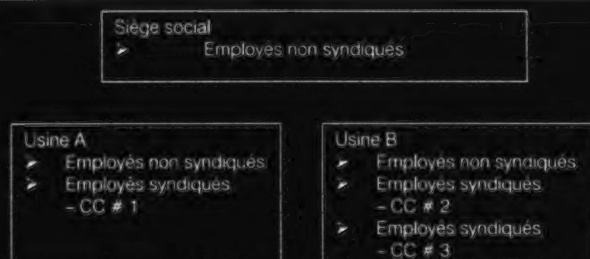 Siège social
➢ Employés non syndiqués
Usine A
➢ Employés non syndiqués
➢ Employés syndiqués
– CC # 1
Usine B
➢ Employés non syndiqués
➢ Employés syndiqués
– CC # 2
➢ Employés syndiqués
– CC # 3